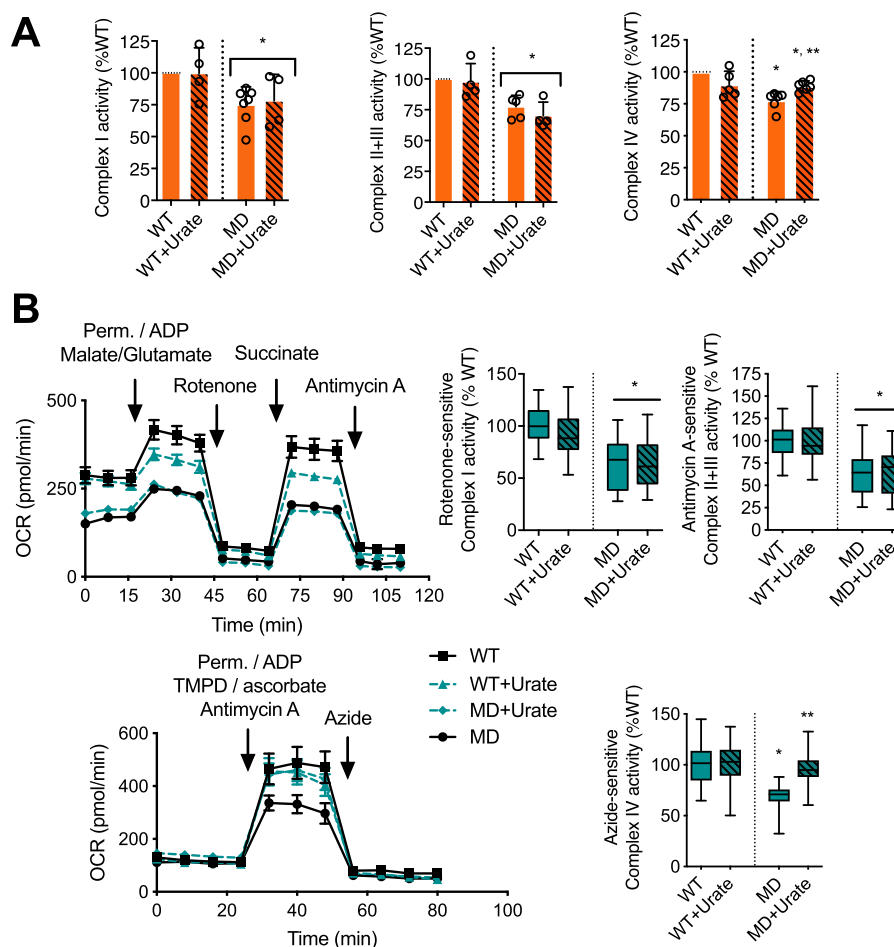 A
Complex I activity (%WT)
125
100
75
50
25
0
*
WT
WT+Urate
MD
MD+Urate
Complex II+III activity (%WT)
125
100
75
50
25
0
*
WT
WT+Urate
MD
MD+Urate
Complex IV activity (%WT)
125
100
75
50
25
0
*
*, **
WT
WT+Urate
MD
MD+Urate
B
Perm. / ADP
Malate/Glutamate
Succinate
Rotenone
Antimycin A
OCR (pmol/min)
500
250
0
0 15 30 45 60 75 90 105 120
Time (min)
Rotenone-sensitive
Complex I activity (% WT)
150
100
50
0
*
WT
WT+Urate
MD
MD+Urate
Antimycin A-sensitive
Complex II+III activity (% WT)
175
150
125
100
75
50
25
0
*
WT
WT+Urate
MD
MD+Urate
Perm. / ADP
TMPD / ascorbate
Antimycin A
Azide
OCR (pmol/min)
600
400
200
0
0 20 40 60 80 100
Time (min)
WT
WT+Urate
MD+Urate
MD
Azide-sensitive
Complex IV activity (%WT)
150
100
50
0
*
**
WT
WT+Urate
MD
MD+Urate